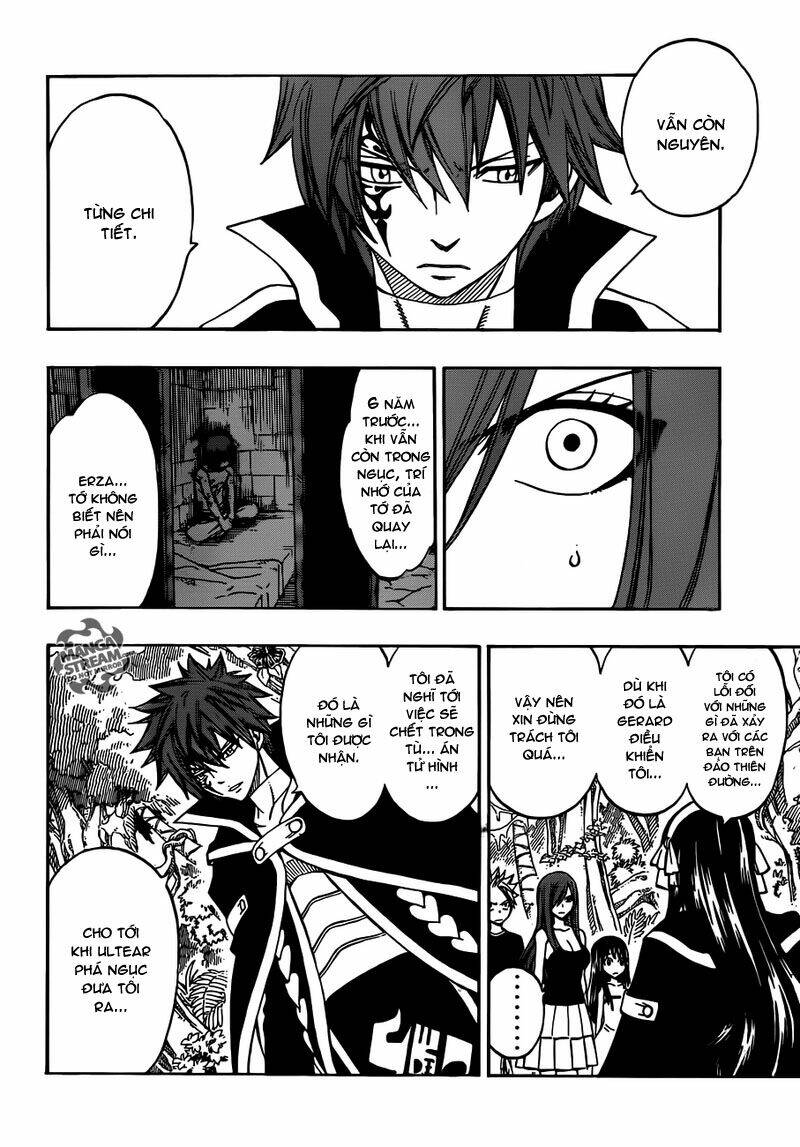 VẪN CÒN
NGUYÊN.
TỪNG CHI
TIẾT.
6 NĂM
TRƯỚC...
KHI VẪN
CÒN TRONG
NGỤC, TRÍ
NHỚ CỦA
TỚ ĐÃ
QUAY
LẠI...
ERZA...
TỚ KHÔNG
BIẾT NÊN
PHẢI NÓI
GÌ...
TÔI CÓ
LỖI ĐỐI
VỚI NHỮNG
GÌ ĐÃ XẢY
RA VỚI CÁC
BẠN TRÊN
ĐẢO THIÊN
ĐƯỜNG...
DÙ KHI
ĐÓ LÀ
GERARD
ĐIỀU
KHIỂN
TÔI...
VẬY NÊN
XIN ĐỪNG
TRÁCH TÔI
QUÁ...
......
TÔI ĐÃ
NGHĨ TỚI
VIỆC SẼ
CHẾT TRONG
TÙ... ÁN
TỬ HÌNH
...
ĐÓ LÀ
NHỮNG GÌ
TÔI ĐƯỢC
NHẬN.
CHO TỚI
KHI ULTEAR
PHÁ NGỤC
ĐƯA TÔI
RA...
MANGA
STREAM.COM
DO NOT MIRROR!